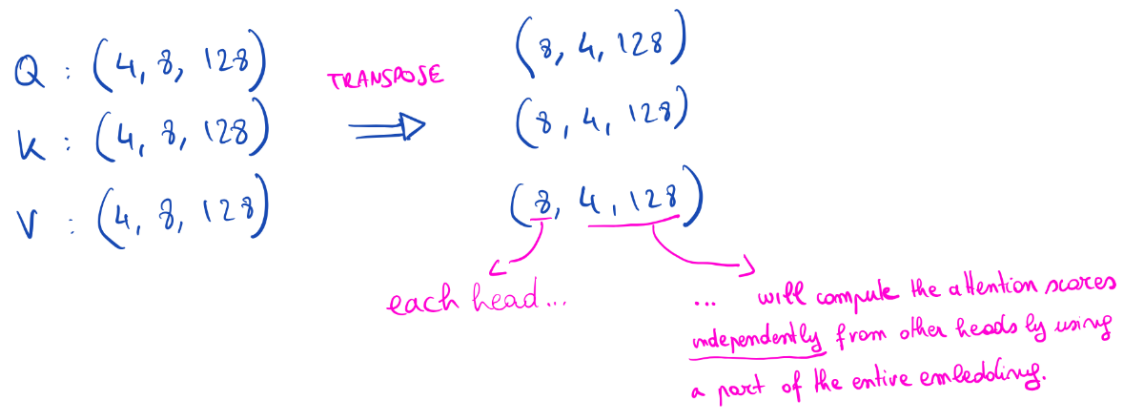 Q : (4, 8, 128)
K : (4, 8, 128)
V : (4, 8, 128)
TRANSPOSE
(8, 4, 128)
(8, 4, 128)
(8, 4, 128)
each head...
... will compute the attention scores
independently from other heads by using
a part of the entire embedding.